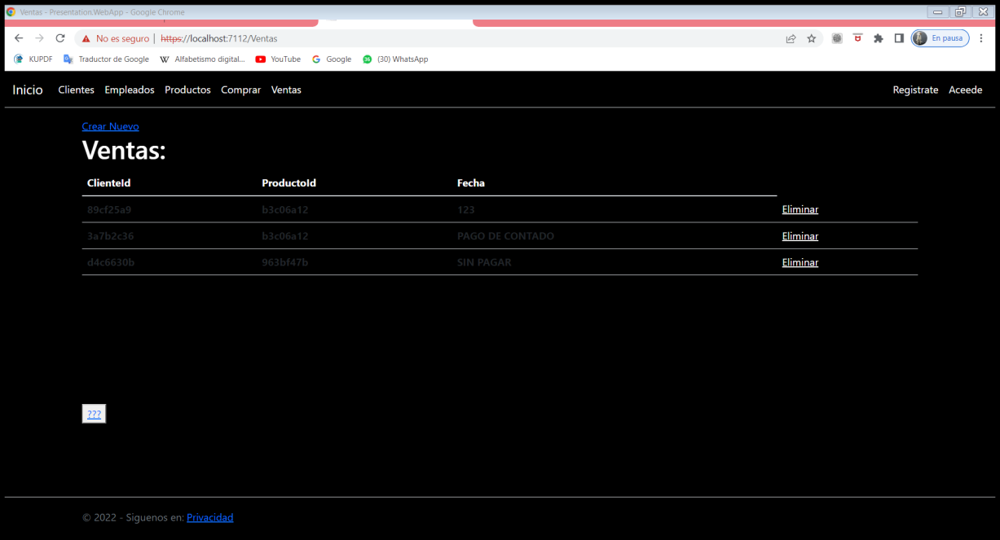 Ventas - Presentation.WebApp - Google Chrome
No es seguro | https://localhost:7112/Ventas En pausa
KUPDF Traductor de Google Alfabetismo digital... YouTube Google (30) WhatsApp
Inicio Clientes Empleados Productos Comprar Ventas Registrate Aceede
Crear Nuevo
Ventas:
ClienteId ProductoId Fecha
89cf25a9 b3c06a12 123 Eliminar
3a7b2c36 b3c06a12 PAGO DE CONTADO Eliminar
d4c6630b 963bf47b SIN PAGAR Eliminar
???
© 2022 - Siguenos en: Privacidad